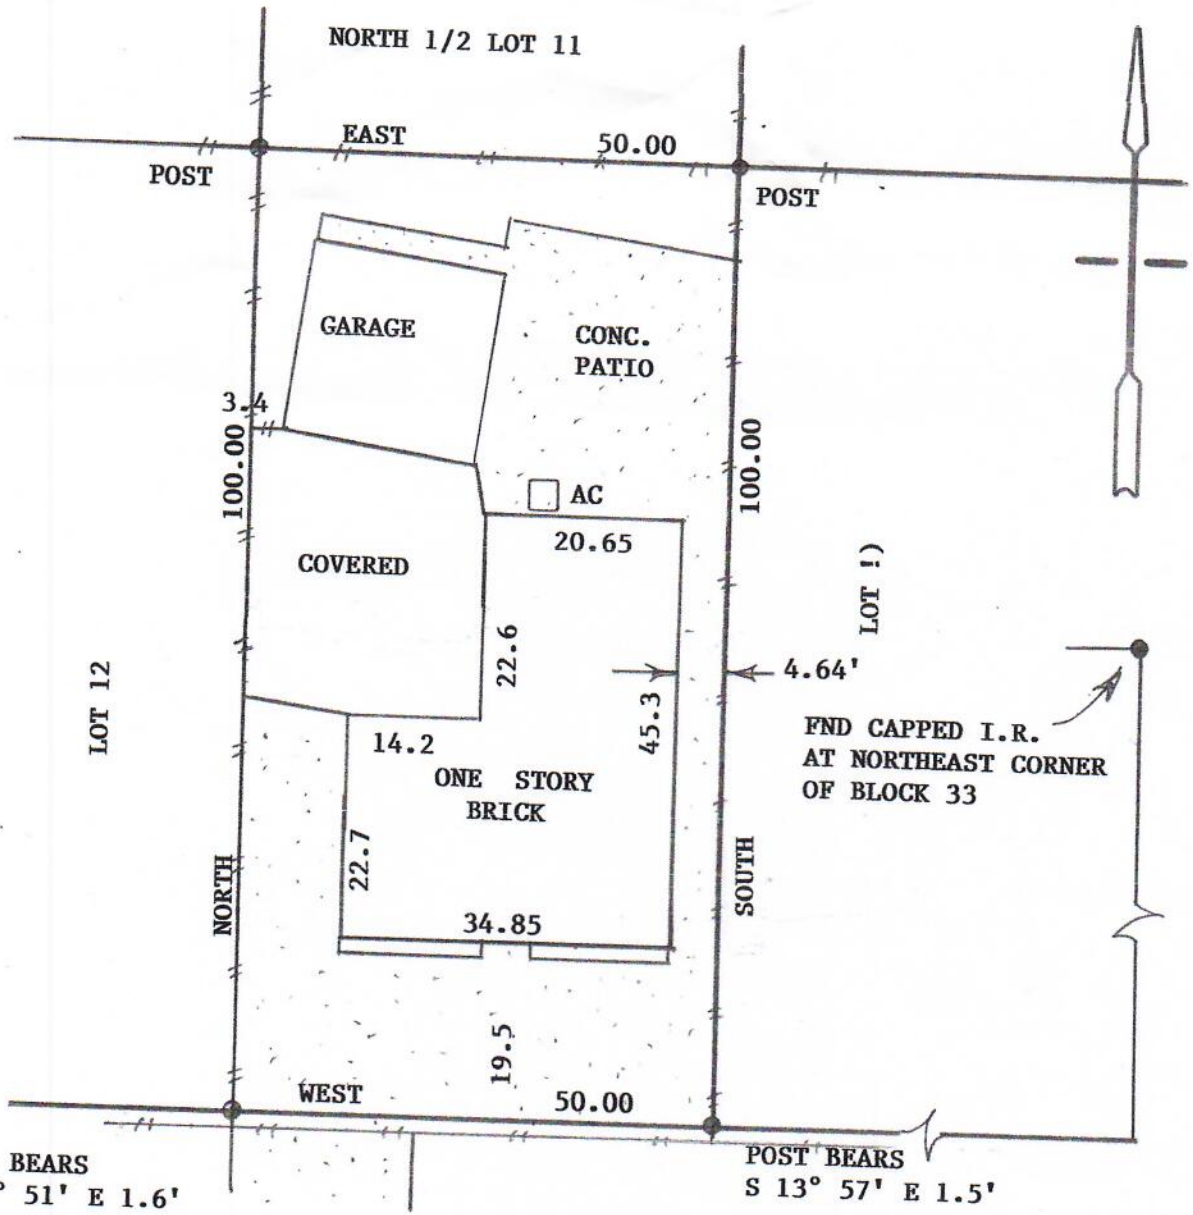 NORTH 1/2 LOT 11
EAST
50.00
POST
POST
GARAGE
CONC.
PATIO
3.4
100.00
100.00
AC
20.65
COVERED
LOT !)
22.6
4.64'
LOT 12
45.3
FND CAPPED I.R.
AT NORTHEAST CORNER
OF BLOCK 33
14.2
ONE STORY
BRICK
22.7
NORTH
SOUTH
34.85
19.5
WEST
50.00
BEARS
° 51' E 1.6'
POST BEARS
S 13° 57' E 1.5'